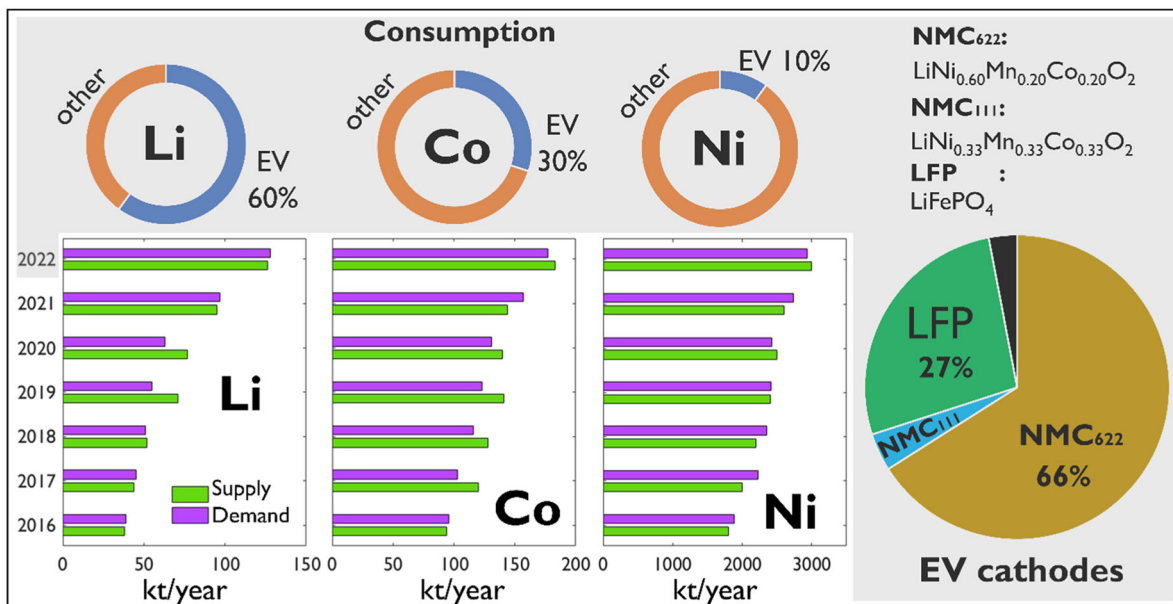 Consumption
other
Li
EV
60%
other
Co
EV
30%
other
Ni
EV 10%
NMC₆₂₂:
LiNi₀.₆₀Mn₀.₂₀Co₀.₂₀O₂
NMC₁₁₁:
LiNi₀.₃₃Mn₀.₃₃Co₀.₃₃O₂
LFP :
LiFePO₄
2022
2021
2020
2019
2018
2017
2016
Li
Supply
Demand
0 50 100 150
kt/year
Co
0 50 100 150 200
kt/year
Ni
0 1000 2000 3000
kt/year
LFP
27%
NMC₁₁₁
NMC₆₂₂
66%
EV cathodes